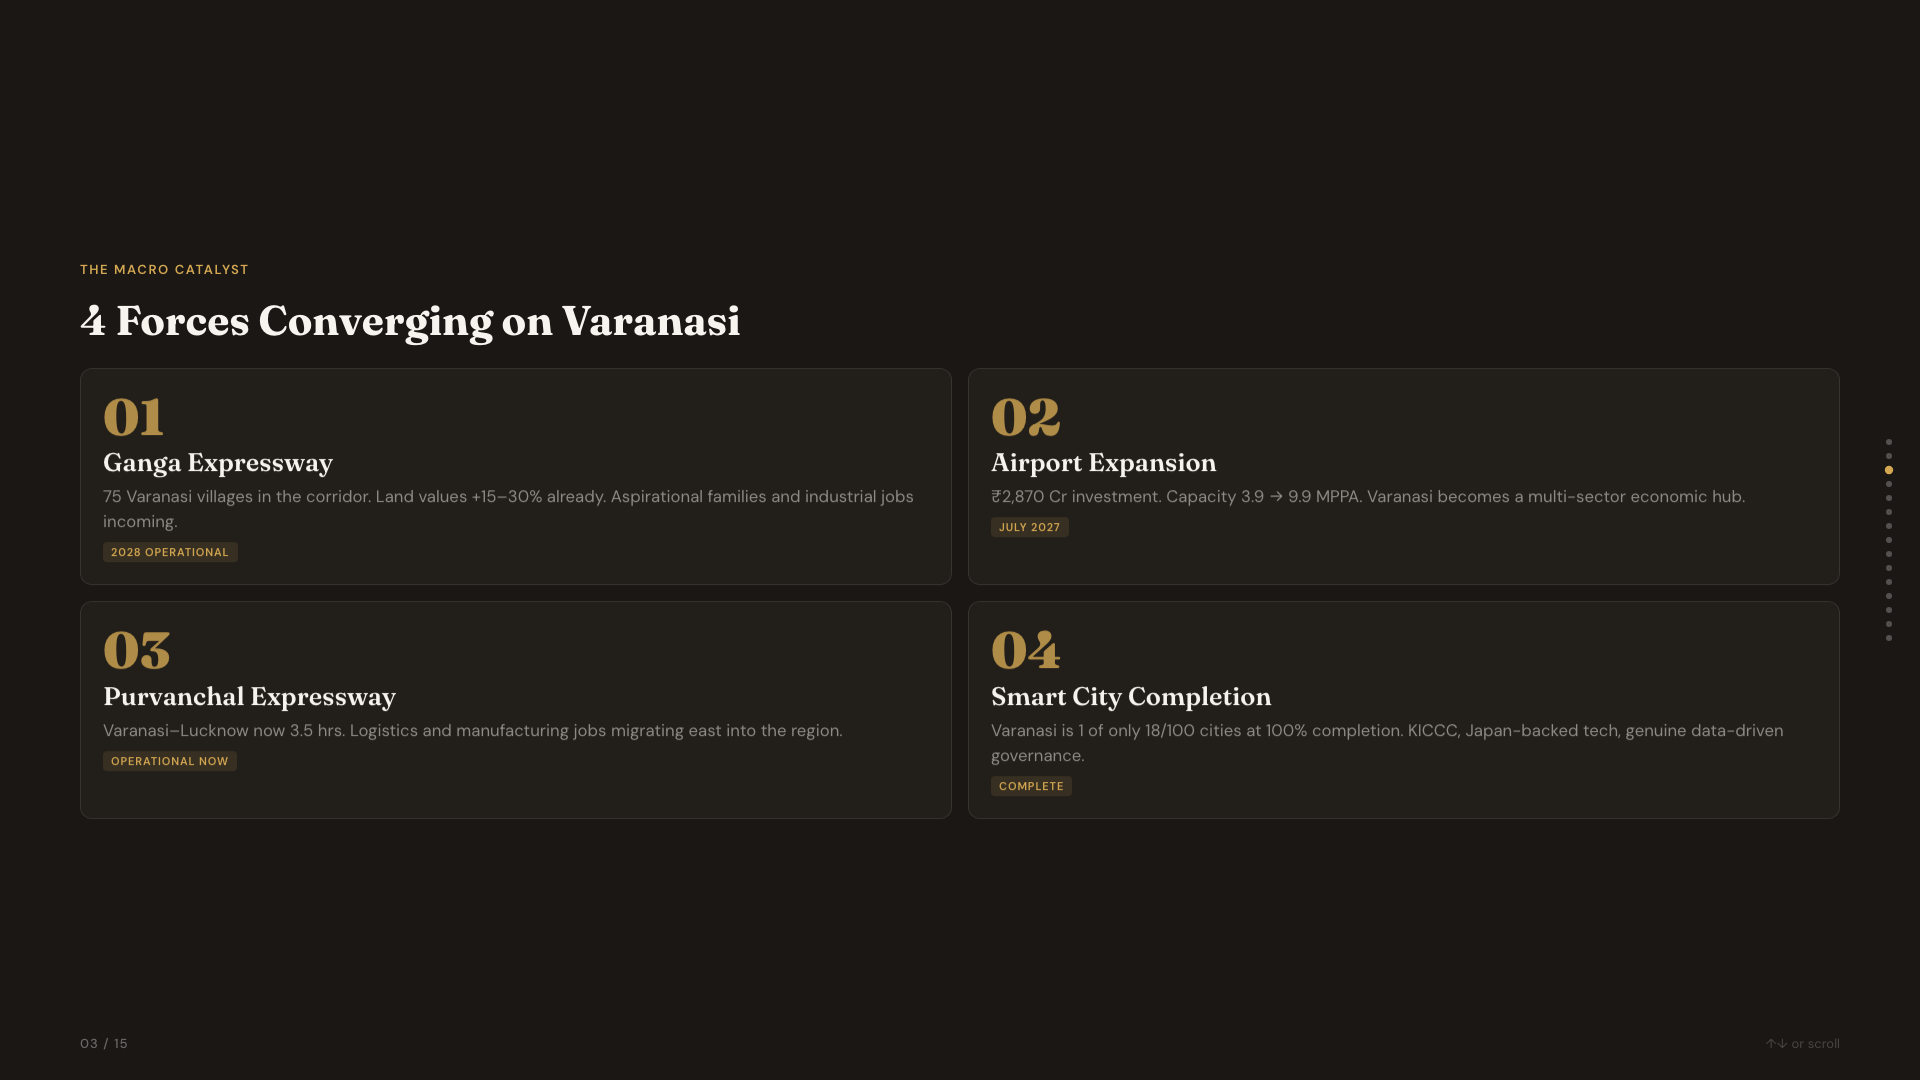 THE MACRO CATALYST
4 Forces Converging on Varanasi
01
Ganga Expressway
75 Varanasi villages in the corridor. Land values +15–30% already. Aspirational families and industrial jobs
incoming.
2028 OPERATIONAL
02
Airport Expansion
₹2,870 Cr investment. Capacity 3.9 → 9.9 MPPA. Varanasi becomes a multi-sector economic hub.
JULY 2027
03
Purvanchal Expressway
Varanasi–Lucknow now 3.5 hrs. Logistics and manufacturing jobs migrating east into the region.
OPERATIONAL NOW
04
Smart City Completion
Varanasi is 1 of only 18/100 cities at 100% completion. KICCC, Japan-backed tech, genuine data-driven
governance.
COMPLETE
03 / 15
↑↓ or scroll